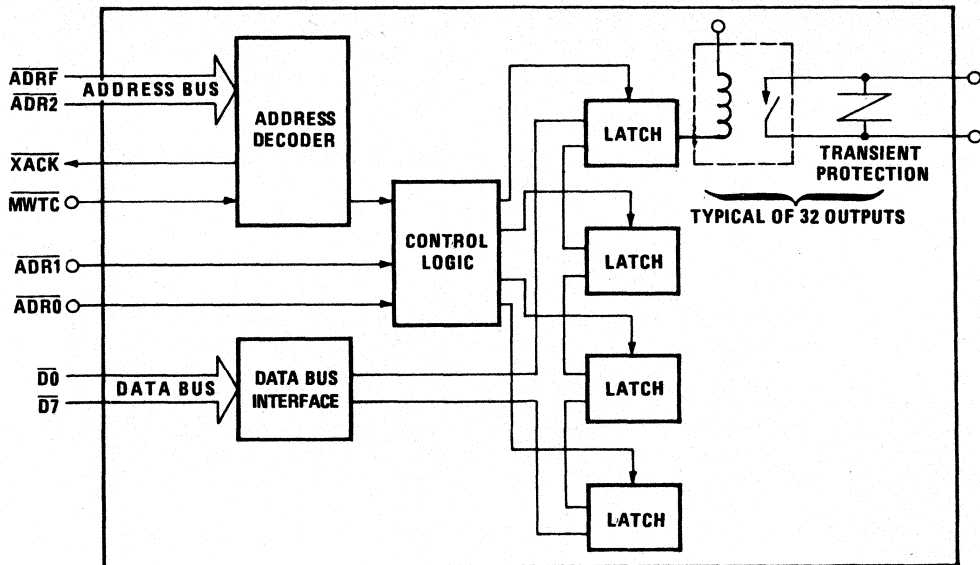 ADRF
ADDRESS BUS
ADR2
XACK
MWTC
ADR1
ADR0
D0
DATA BUS
D7
ADDRESS
DECODER
CONTROL
LOGIC
DATA BUS
INTERFACE
LATCH
LATCH
LATCH
LATCH
TRANSIENT
PROTECTION
TYPICAL OF 32 OUTPUTS